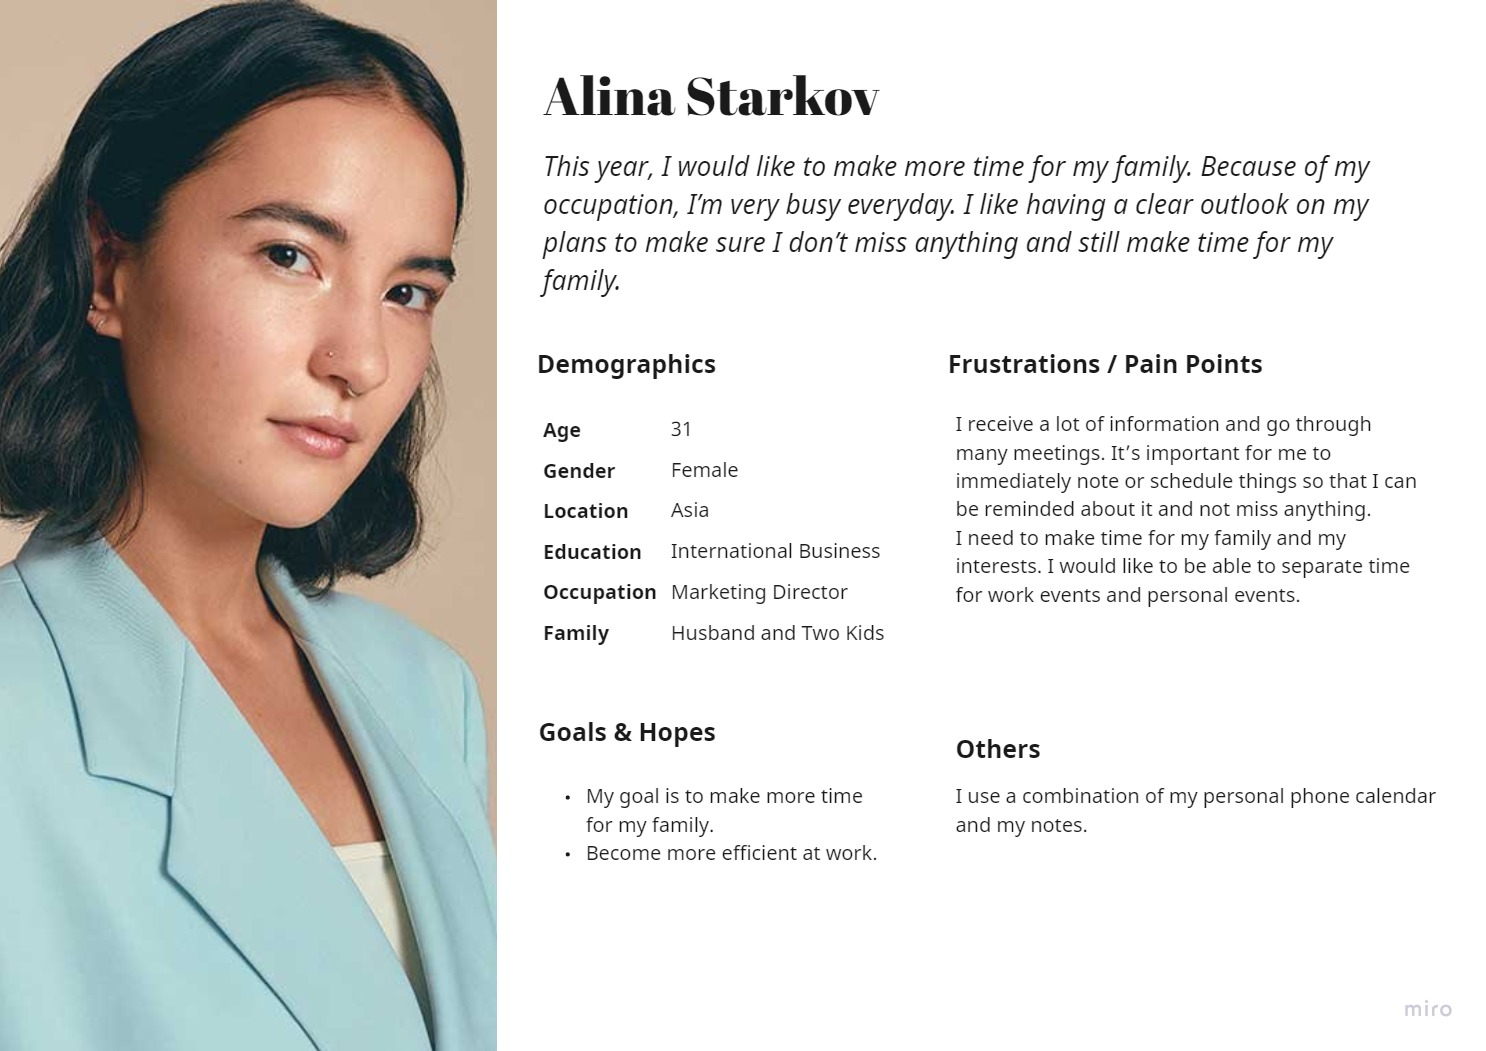 Alina Starkov
This year, I would like to make more time for my family. Because of my
occupation, I’m very busy everyday. I like having a clear outlook on my
plans to make sure I don’t miss anything and still make time for my
family.
Demographics
Age 31
Gender Female
Location Asia
Education International Business
Occupation Marketing Director
Family Husband and Two Kids
Frustrations / Pain Points
I receive a lot of information and go through
many meetings. It’s important for me to
immediately note or schedule things so that I can
be reminded about it and not miss anything.
I need to make time for my family and my
interests. I would like to be able to separate time
for work events and personal events.
Goals & Hopes
• My goal is to make more time
for my family.
• Become more efficient at work.
Others
I use a combination of my personal phone calendar
and my notes.
miro